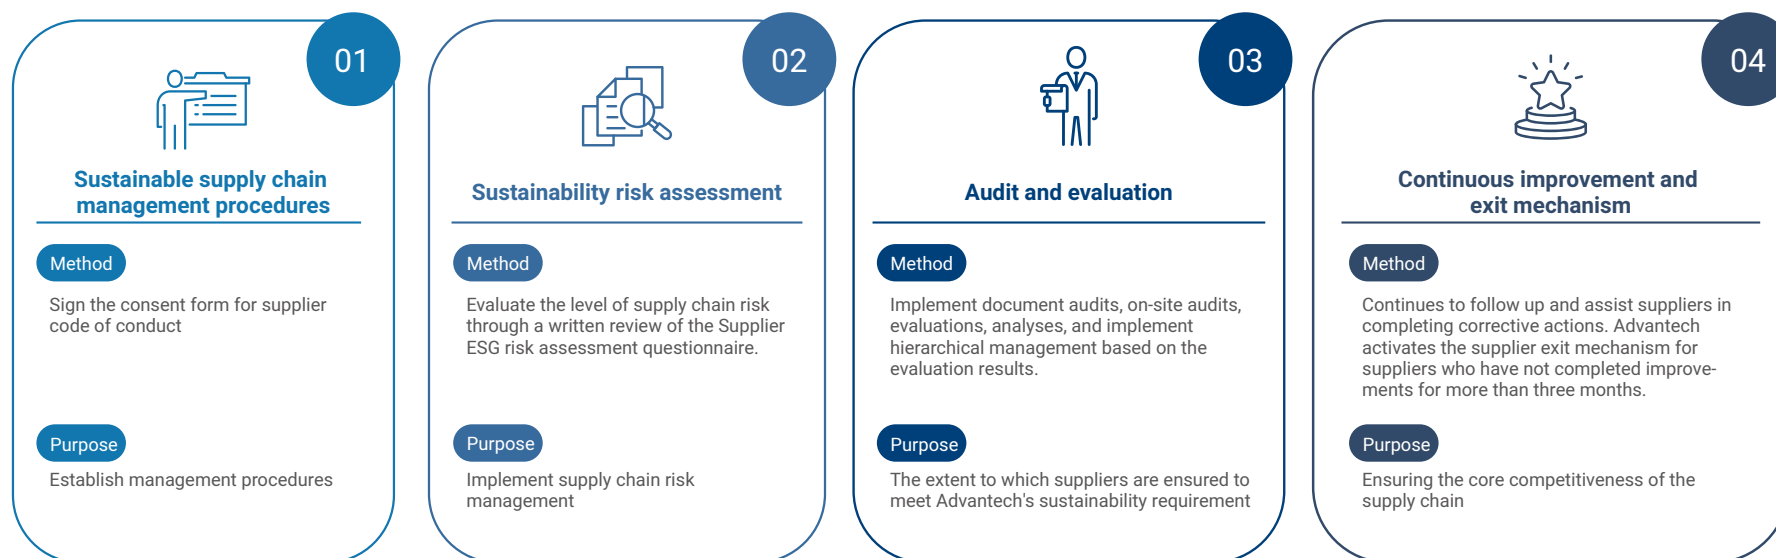 01
Sustainable supply chain
management procedures
Method
Sign the consent form for supplier
code of conduct
Purpose
Establish management procedures
02
Sustainability risk assessment
Method
Evaluate the level of supply chain risk
through a written review of the Supplier
ESG risk assessment questionnaire.
Purpose
Implement supply chain risk
management
03
Audit and evaluation
Method
Implement document audits, on-site audits,
evaluations, analyses, and implement
hierarchical management based on the
evaluation results.
Purpose
The extent to which suppliers are ensured to
meet Advantech's sustainability requirement
04
Continuous improvement and
exit mechanism
Method
Continues to follow up and assist suppliers in
completing corrective actions. Advantech
activates the supplier exit mechanism for
suppliers who have not completed improve-
ments for more than three months.
Purpose
Ensuring the core competitiveness of the
supply chain